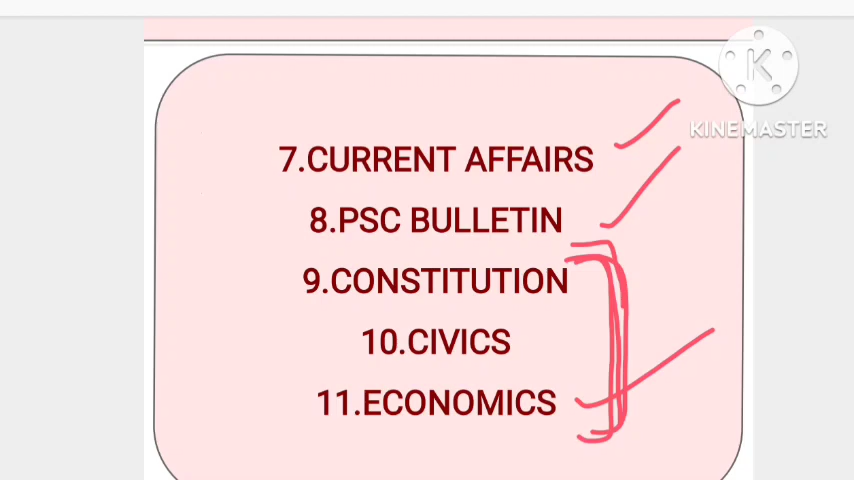 KINEMASTER
7.CURRENT AFFAIRS
8.PSC BULLETIN
9.CONSTITUTION
10.CIVICS
11.ECONOMICS